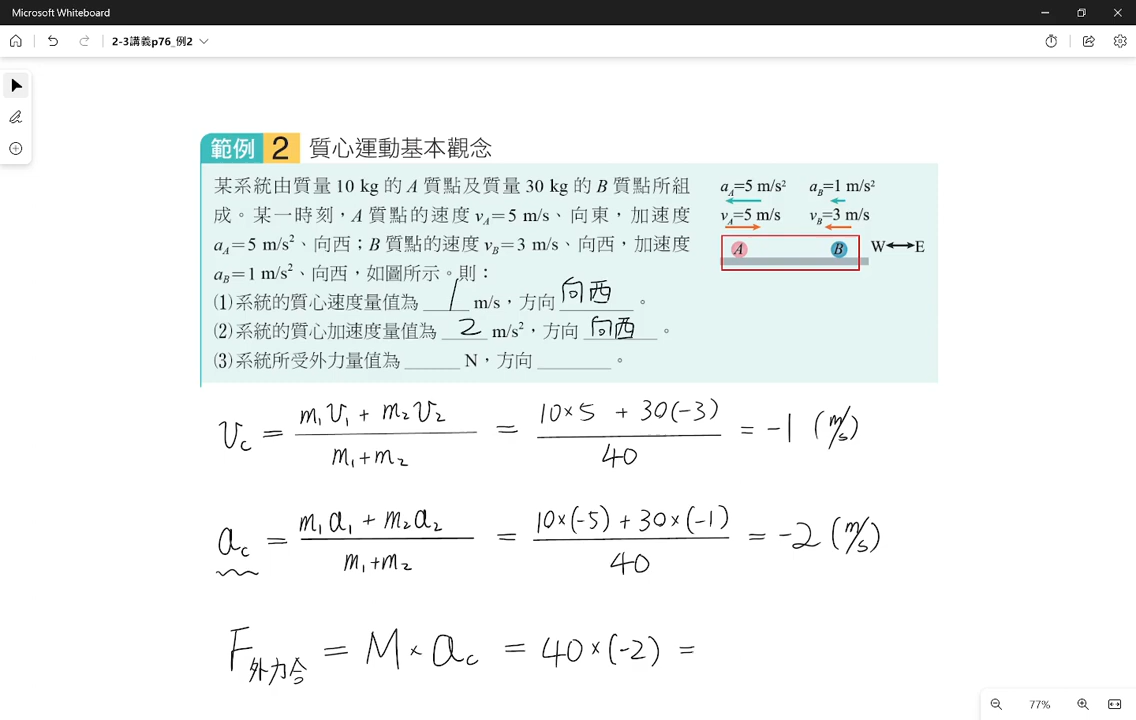 Microsoft Whiteboard
2-3講義p76_例2
範例 2 質心運動基本觀念
某系統由質量 10 kg 的 A 質點及質量 30 kg 的 B 質點所組
成。某一時刻，A 質點的速度 vA=5 m/s、向東，加速度
aA=5 m/s²、向西；B 質點的速度 vB=3 m/s、向西，加速度
aB=1 m/s²、向西，如圖所示。則：
(1)系統的質心速度量值為 1 m/s，方向 向西 。
(2)系統的質心加速度量值為 2 m/s²，方向 向西 。
(3)系統所受外力量值為 ______ N，方向 ________ 。
aA=5 m/s² aB=1 m/s²
vA=5 m/s vB=3 m/s
A B W↔E
Vc = (m₁V₁ + m₂V₂)/(m₁+m₂) = (10×5 + 30(-3))/40 = -1 (m/s)
ac = (m₁a₁ + m₂a₂)/(m₁+m₂) = (10×(-5) + 30×(-1))/40 = -2 (m/s)
F外力合 = M × ac = 40×(-2) =
77%